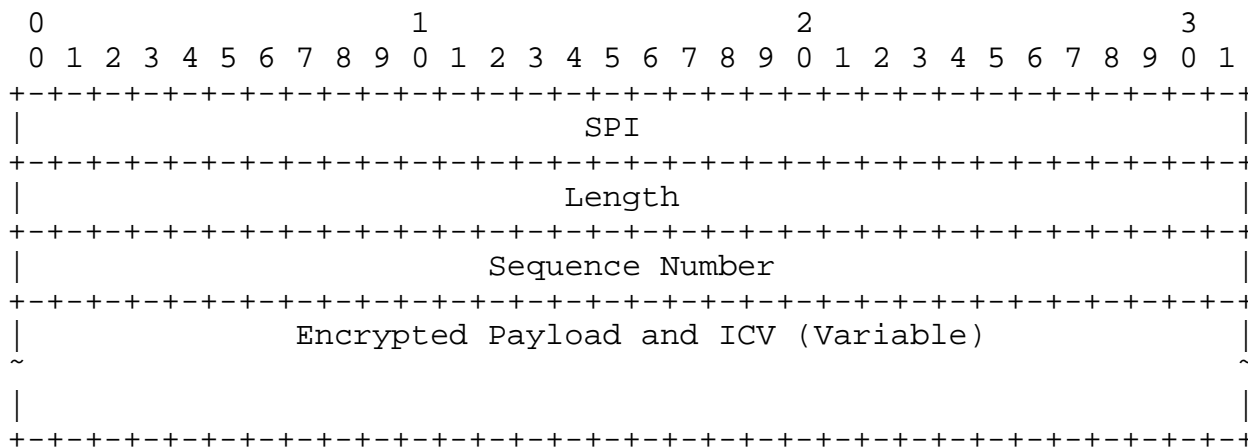 0                   1                   2                   3
 0 1 2 3 4 5 6 7 8 9 0 1 2 3 4 5 6 7 8 9 0 1 2 3 4 5 6 7 8 9 0 1
+-+-+-+-+-+-+-+-+-+-+-+-+-+-+-+-+-+-+-+-+-+-+-+-+-+-+-+-+-+-+-+-+
|                             SPI                               |
+-+-+-+-+-+-+-+-+-+-+-+-+-+-+-+-+-+-+-+-+-+-+-+-+-+-+-+-+-+-+-+-+
|                            Length                             |
+-+-+-+-+-+-+-+-+-+-+-+-+-+-+-+-+-+-+-+-+-+-+-+-+-+-+-+-+-+-+-+-+
|                        Sequence Number                        |
+-+-+-+-+-+-+-+-+-+-+-+-+-+-+-+-+-+-+-+-+-+-+-+-+-+-+-+-+-+-+-+-+
|              Encrypted Payload and ICV (Variable)             |
~                                                               ~
|                                                               |
+-+-+-+-+-+-+-+-+-+-+-+-+-+-+-+-+-+-+-+-+-+-+-+-+-+-+-+-+-+-+-+-+